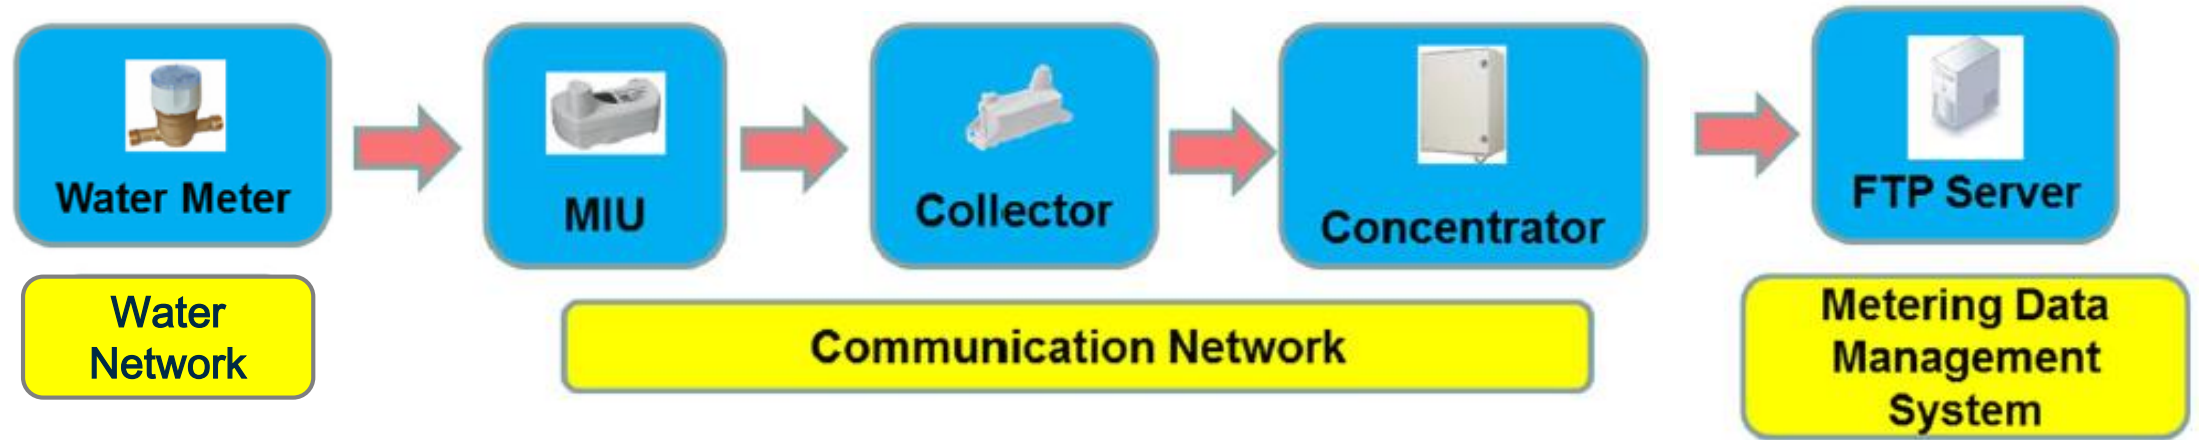 Water Meter
MIU
Collector
Concentrator
FTP Server
Water
Network
Communication Network
Metering Data
Management
System